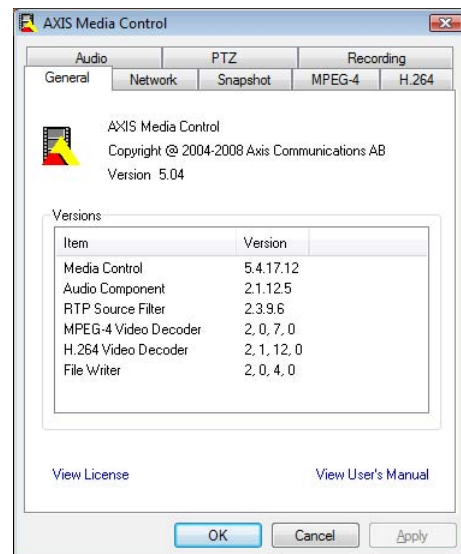 AXIS Media Control
Audio PTZ Recording
General Network Snapshot MPEG-4 H.264
AXIS Media Control
Copyright @ 2004-2008 Axis Communications AB
Version 5.04
Versions
Item Version
Media Control 5.4.17.12
Audio Component 2.1.12.5
RTP Source Filter 2.3.9.6
MPEG-4 Video Decoder 2, 0, 7, 0
H.264 Video Decoder 2, 1, 12, 0
File Writer 2, 0, 4, 0
View License View User's Manual
OK Cancel Apply